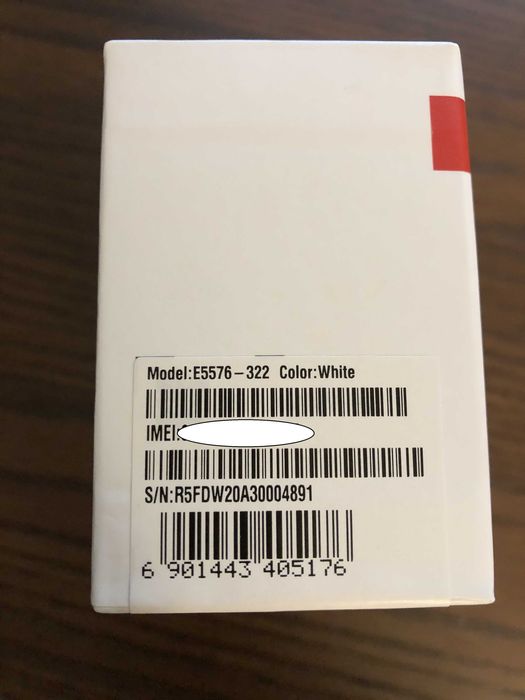 Model:E5576-322 Color:White
IMEI:
S/N:R5FDW20A30004891
6 901443 405176